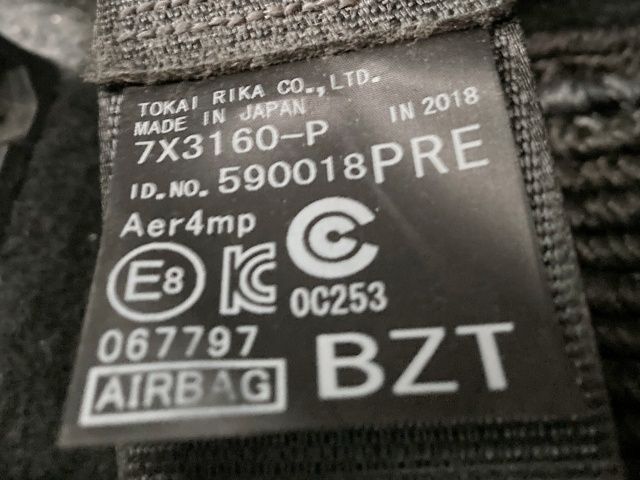 TOKAI RIKA CO.,LTD.
MADE IN JAPAN IN 2018
7X3160-P
ID.NO. 590018PRE
Aer4mp
E8 KC C
0C253
067797
AIRBAG BZT